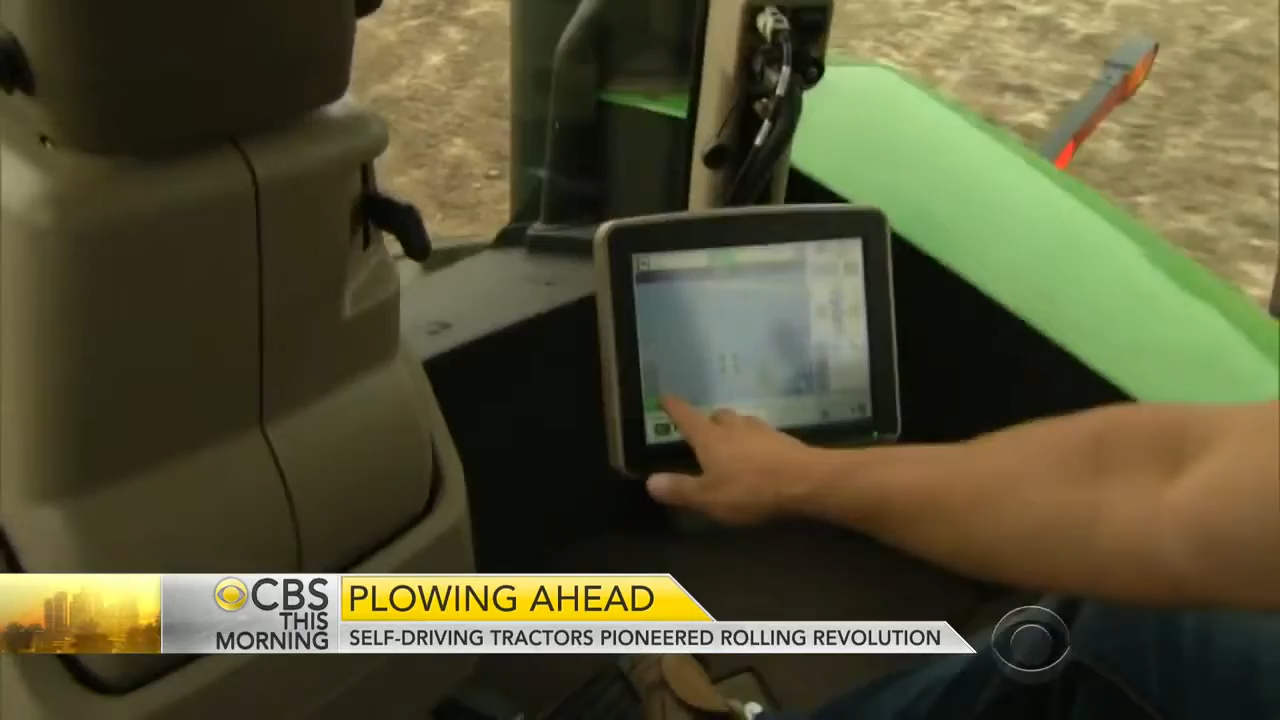 CBS
THIS
MORNING
PLOWING AHEAD
SELF-DRIVING TRACTORS PIONEERED ROLLING REVOLUTION